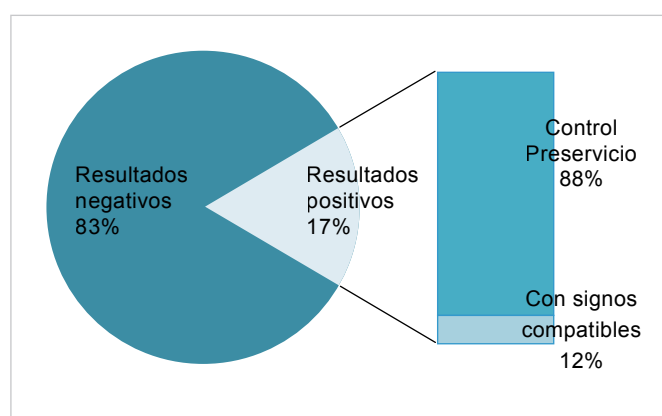 Resultados
negativos
83%
Resultados
positivos
17%
Control
Preservicio
88%
Con signos
compatibles
12%